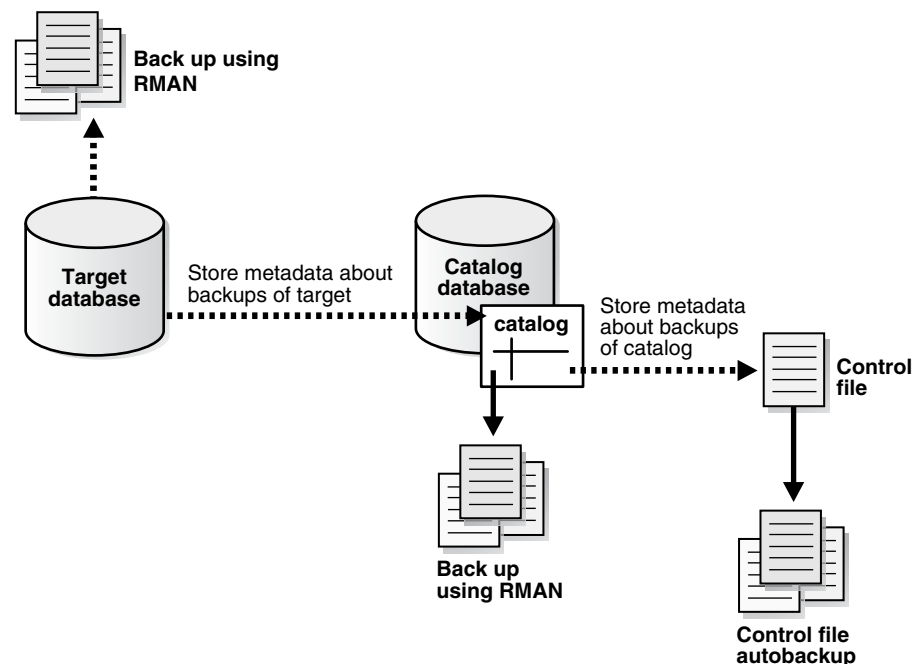 Back up using
RMAN
Target
database
Store metadata about
backups of target
Catalog
database
catalog
Store metadata
about backups
of catalog
Control
file
Back up
using RMAN
Control file
autobackup